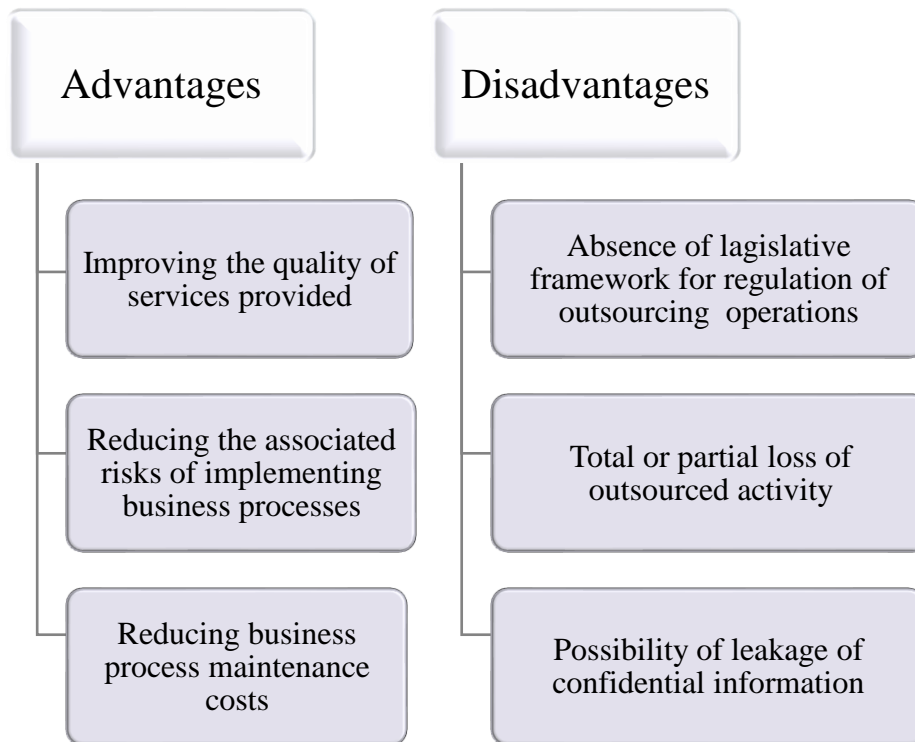 Advantages
Improving the quality of
services provided
Reducing the associated
risks of implementing
business processes
Reducing business
process maintenance
costs
Disadvantages
Absence of lagislative
framework for regulation of
outsourcing operations
Total or partial loss of
outsourced activity
Possibility of leakage of
confidential information